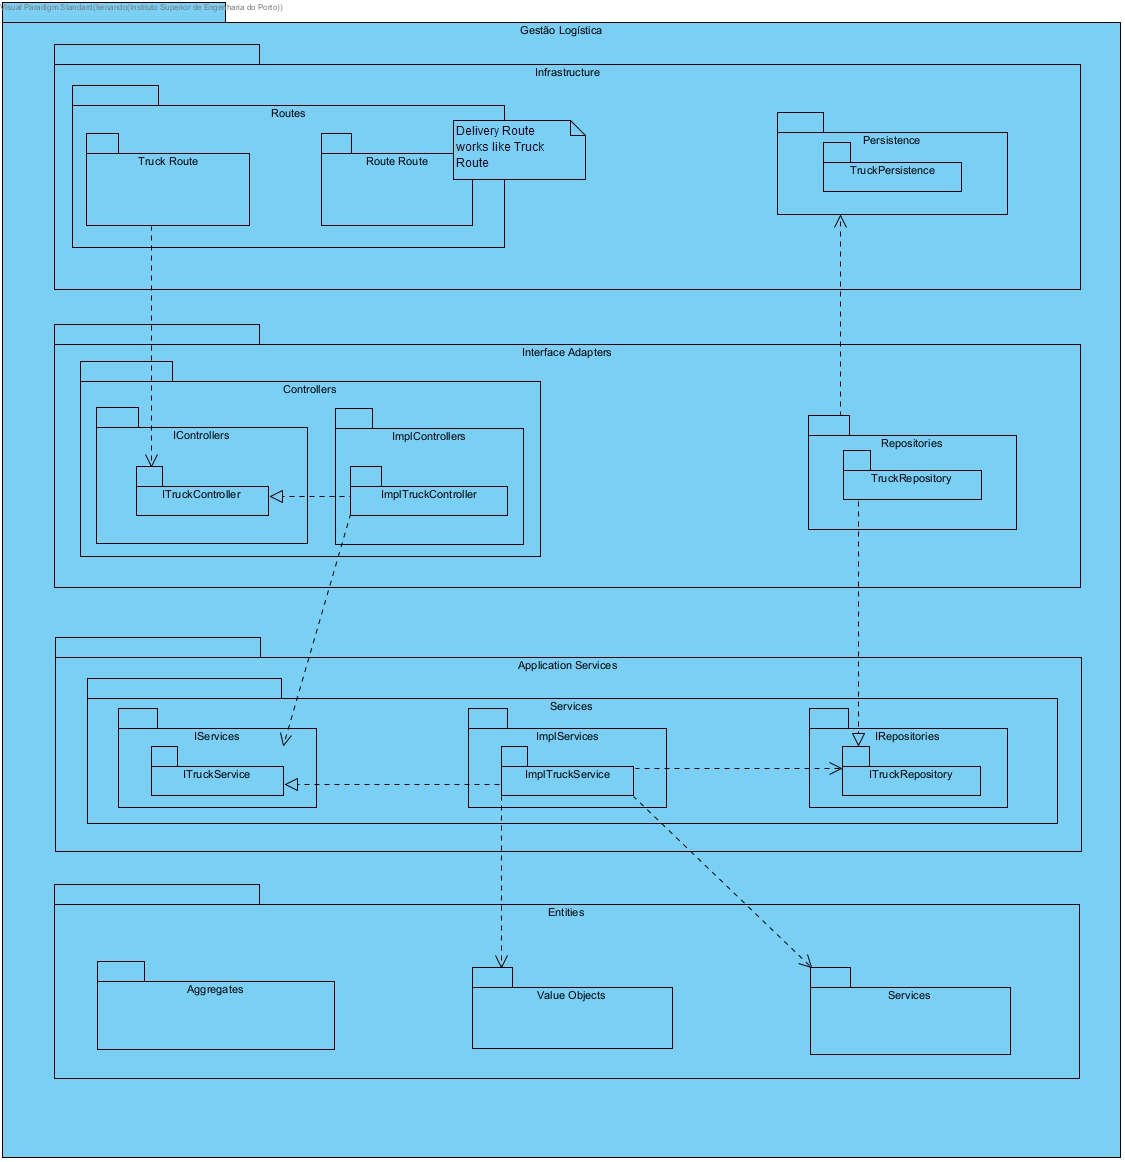 Visual Paradigm Standard(fernando(Instituto Superior de Engenharia do Porto))
Gestão Logística
Infrastructure
Routes
Truck Route
Route Route
Delivery Route
works like Truck
Route
Persistence
TruckPersistence
Interface Adapters
Controllers
IControllers
ITruckController
ImplControllers
ImplTruckController
Repositories
TruckRepository
Application Services
Services
IServices
ITruckService
ImplServices
ImplTruckService
IRepositories
ITruckRepository
Entities
Aggregates
Value Objects
Services